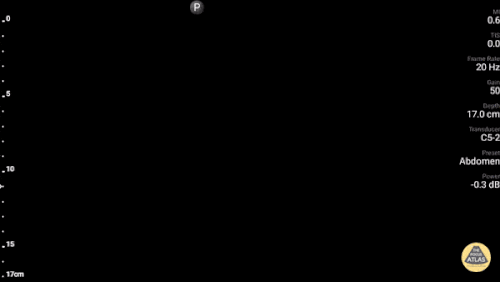 P
0
5
10
15
17cm
MI
0.6
TIS
0.0
Frame Rate
20 Hz
Gain
50
Depth
17.0 cm
Transducer
C5-2
Preset
Abdomen
Power
-0.3 dB
ATLAS